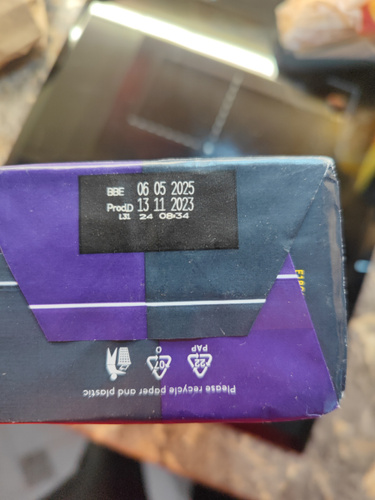 BBE 06 05 2025
ProdD 13 11 2023
L31 24 08:34
22 PAP
07 O
Please recycle paper and plastic